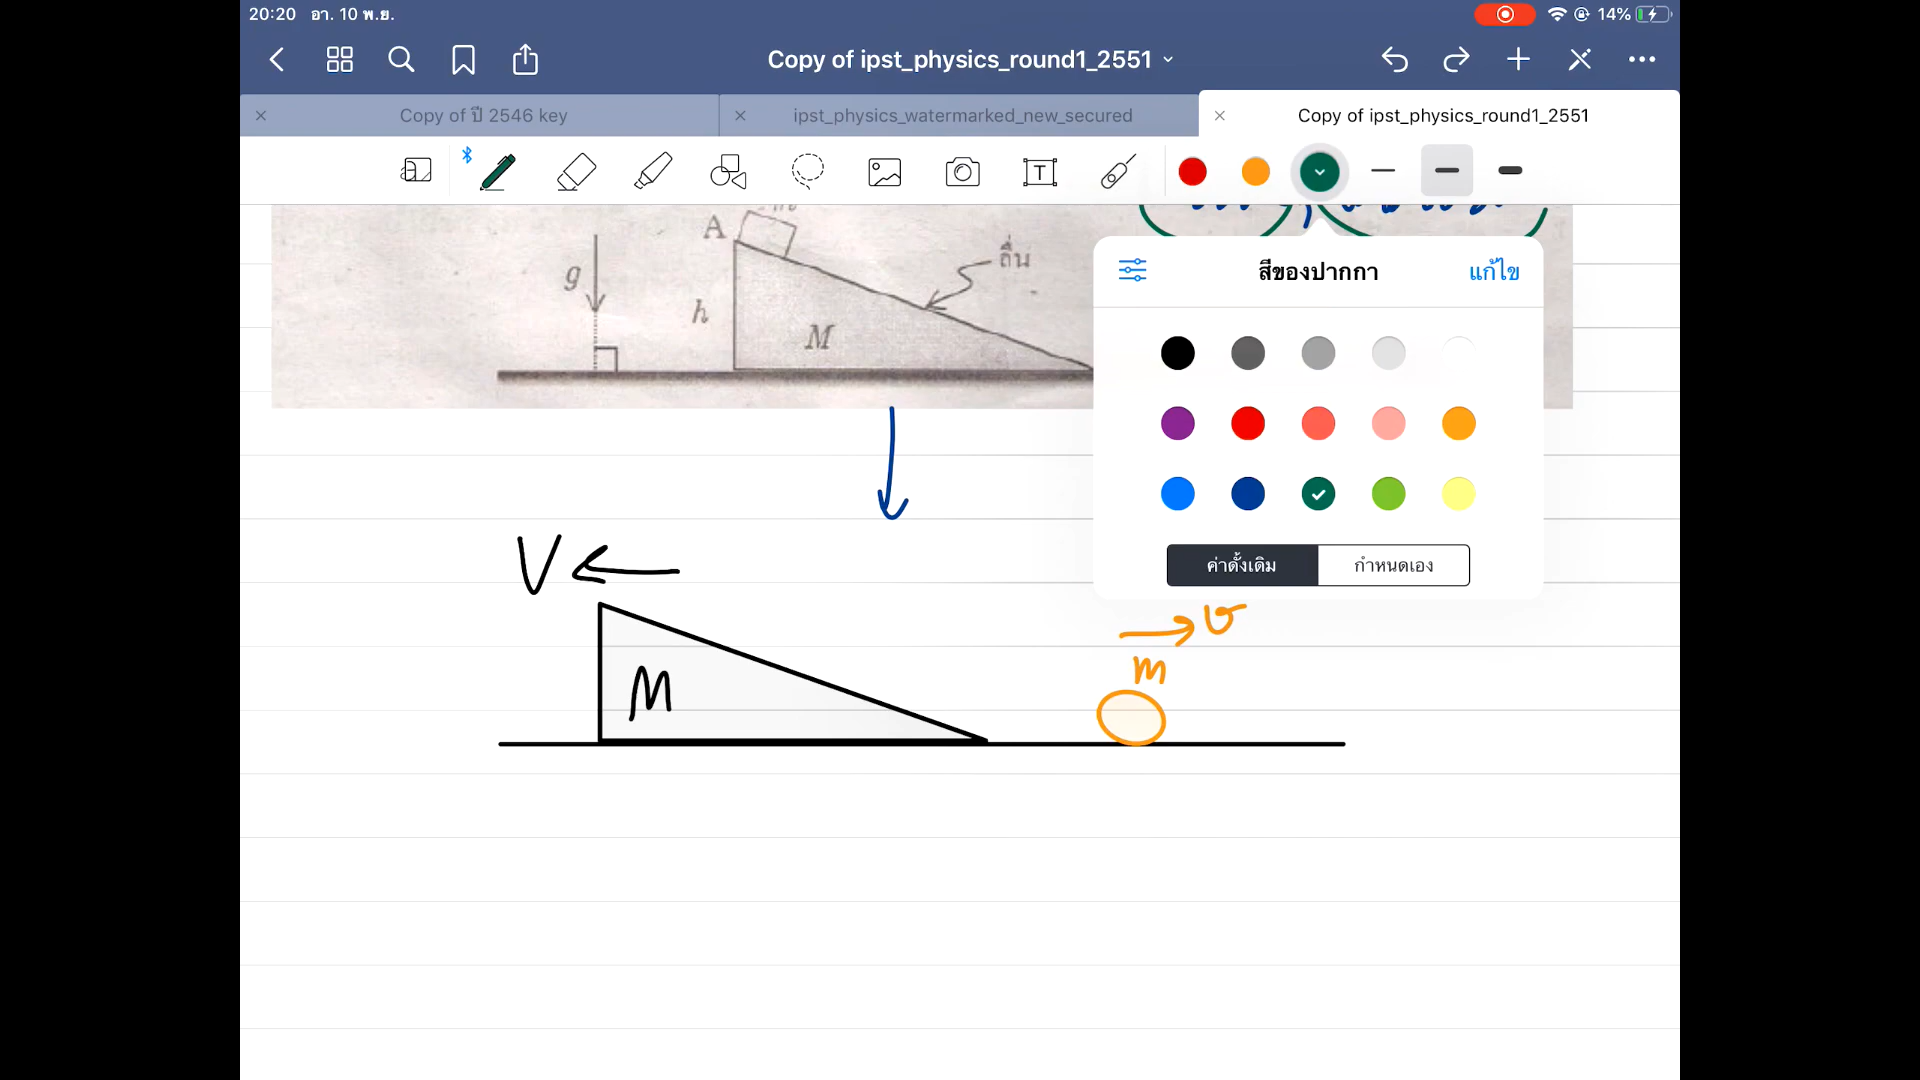 20:20 อา. 10 พ.ย.
14%
Copy of ipst_physics_round1_2551
Copy of ปี 2546 key
ipst_physics_watermarked_new_secured
Copy of ipst_physics_round1_2551
T
A
g
h
M
ลื่น
สีของปากกา
แก้ไข
ค่าดั้งเดิม
กำหนดเอง
V
v
m
M